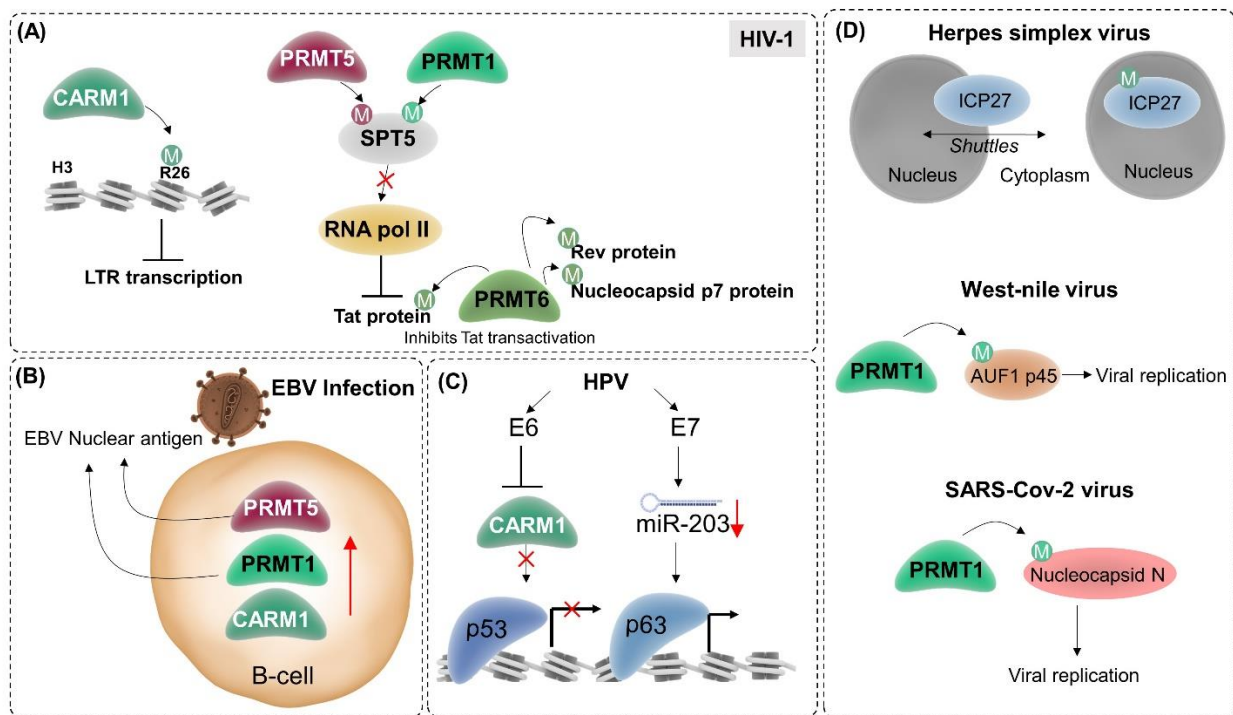 (A)
HIV-1
CARM1
M
R26
H3
LTR transcription
PRMT5
PRMT1
M
M
SPT5
RNA pol II
Tat protein
M
PRMT6
M
Rev protein
M
Nucleocapsid p7 protein
Inhibits Tat transactivation
(B)
EBV Infection
EBV Nuclear antigen
PRMT5
PRMT1
CARM1
B-cell
(C)
HPV
E6
E7
CARM1
miR-203
p53
p63
(D)
Herpes simplex virus
ICP27
Shuttles
Nucleus
Cytoplasm
M
ICP27
Nucleus
West-nile virus
PRMT1
M
AUF1 p45
Viral replication
SARS-Cov-2 virus
PRMT1
M
Nucleocapsid N
Viral replication